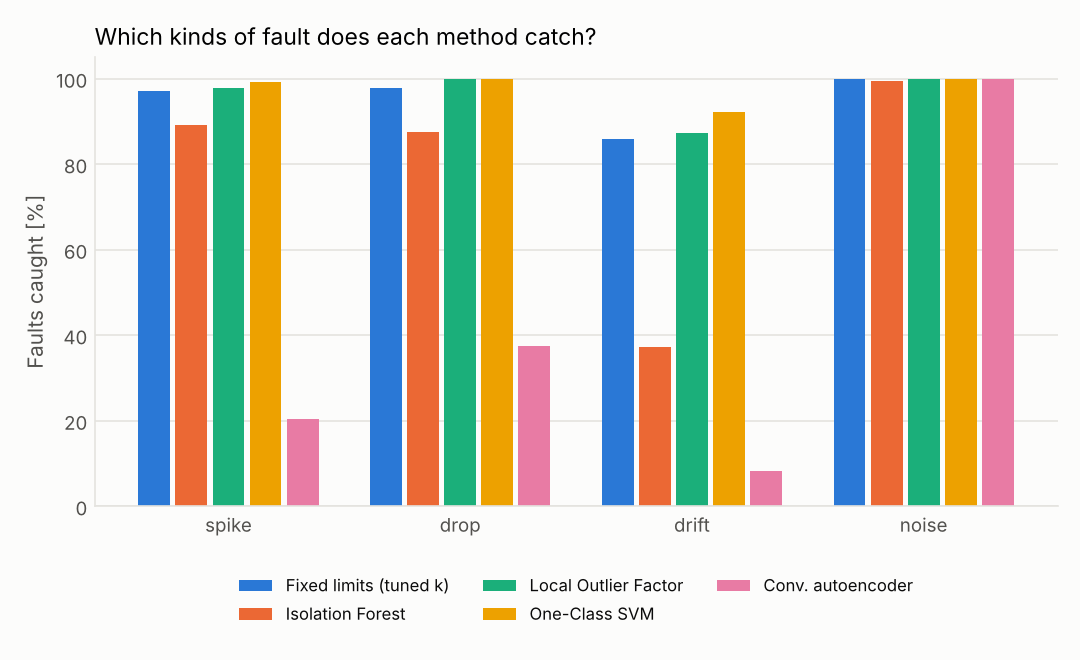 Which kinds of fault does each method catch?
Faults caught [%]
100
80
60
40
20
0
spike drop drift noise
Fixed limits (tuned k) Local Outlier Factor Conv. autoencoder
Isolation Forest One-Class SVM